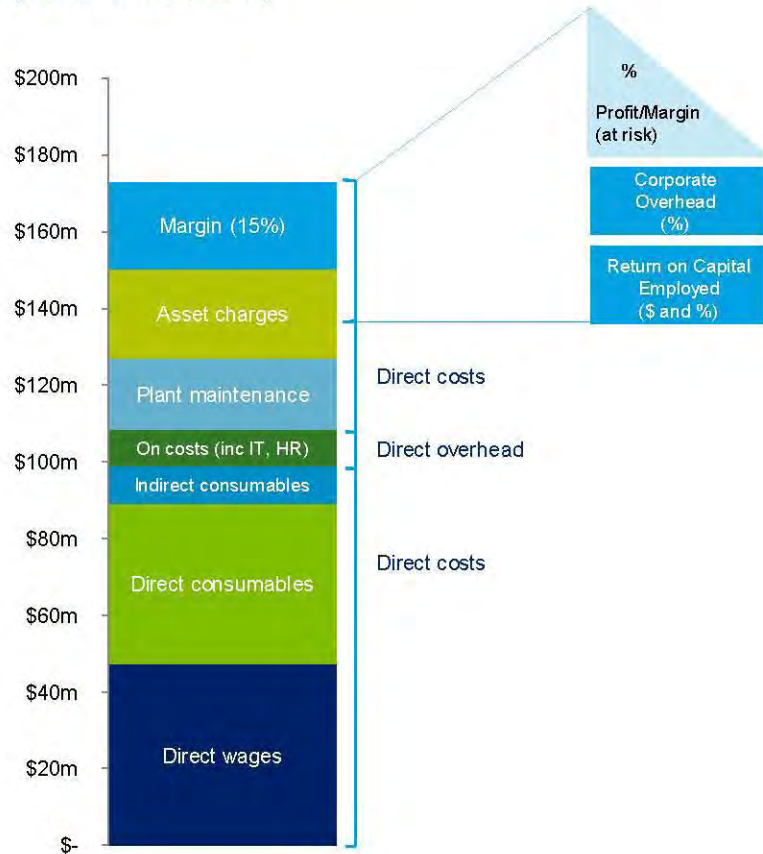 $200m
$180m
$160m
$140m
$120m
$100m
$80m
$60m
$40m
$20m
$-
Margin (15%)
Asset charges
Plant maintenance
On costs (inc IT, HR)
Indirect consumables
Direct consumables
Direct wages
Direct costs
Direct overhead
Direct costs
%
Profit/Margin
(at risk)
Corporate
Overhead
(%)
Return on Capital
Employed
($ and %)